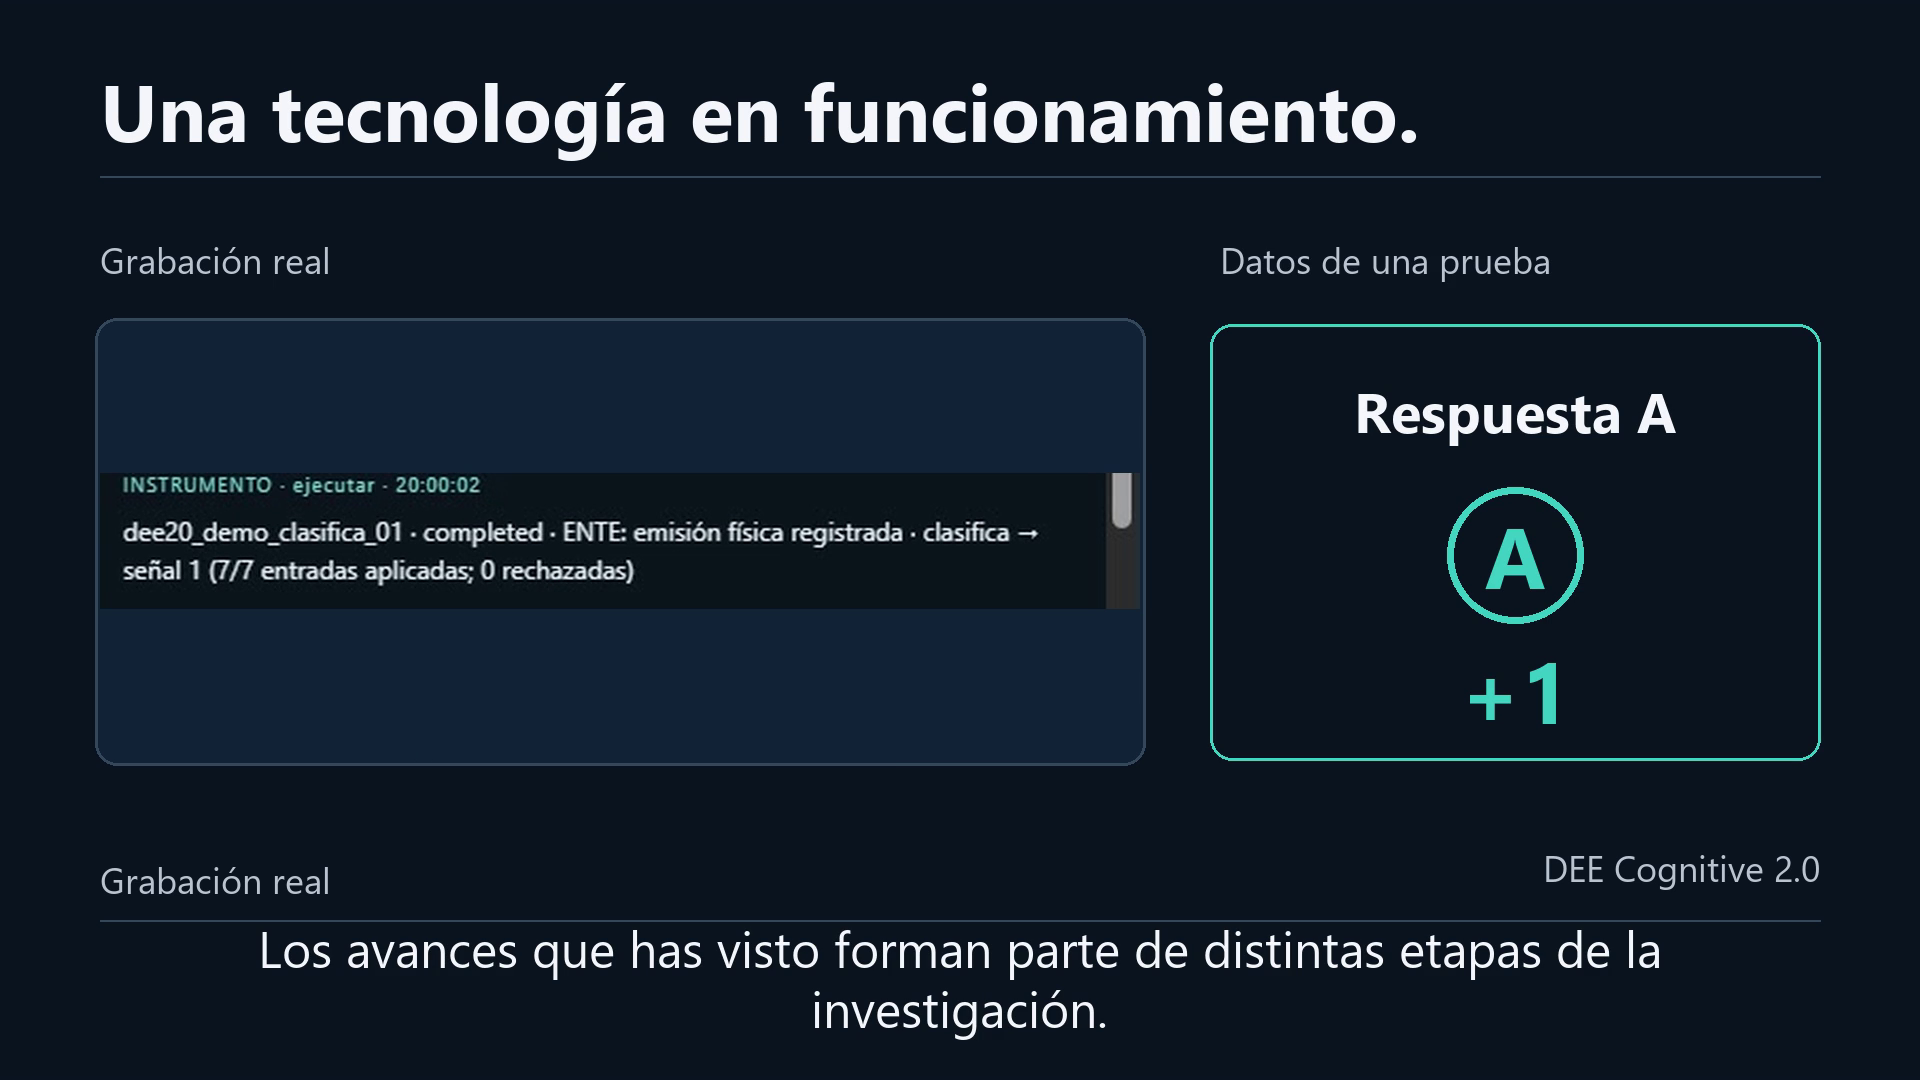 Una tecnología en funcionamiento.
Grabación real
Datos de una prueba
INSTRUMENTO · ejecutar · 20:00:02
dee20_demo_clasifica_01 · completed · ENTE: emisión física registrada · clasifica →
señal 1 (7/7 entradas aplicadas; 0 rechazadas)
Respuesta A
A
+1
Grabación real
DEE Cognitive 2.0
Los avances que has visto forman parte de distintas etapas de la
investigación.